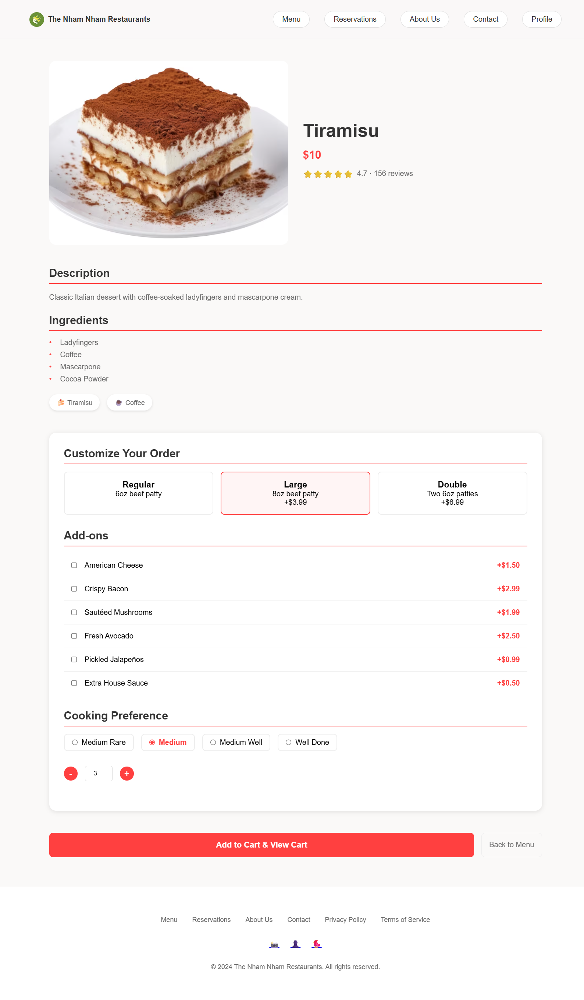 The Nham Nham Restaurants
Menu
Reservations
About Us
Contact
Profile
Tiramisu
$10
4.7 · 156 reviews
Description
Classic Italian dessert with coffee-soaked ladyfingers and mascarpone cream.
Ingredients
• Ladyfingers
• Coffee
• Mascarpone
• Cocoa Powder
Tiramisu
Coffee
Customize Your Order
Regular
6oz beef patty
Large
8oz beef patty
+$3.99
Double
Two 6oz patties
+$6.99
Add-ons
American Cheese +$1.50
Crispy Bacon +$2.99
Sautéed Mushrooms +$1.99
Fresh Avocado +$2.50
Pickled Jalapeños +$0.99
Extra House Sauce +$0.50
Cooking Preference
Medium Rare
Medium
Medium Well
Well Done
- 3 +
Add to Cart & View Cart
Back to Menu
Menu
Reservations
About Us
Contact
Privacy Policy
Terms of Service
© 2024 The Nham Nham Restaurants. All rights reserved.